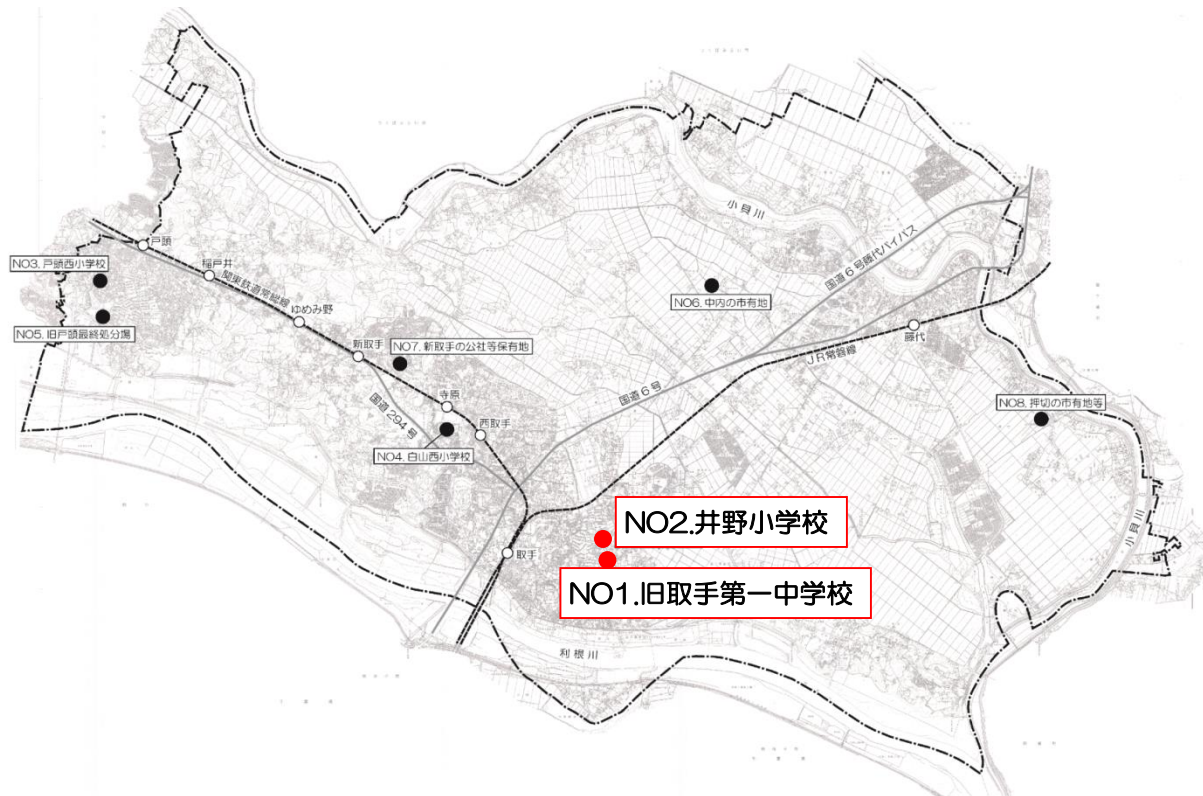 小貝川
国道6号藤代バイパス
戸頭
NO3. 戸頭西小学校
稲戸井
関東鉄道常総線
NO6. 中内の市有地
ゆめみ野
NO5. 旧戸頭最終処分場
藤代
新取手
NO7. 新取手の公社等保有地
JR常磐線
国道6号
寺原
国道294号
NO8. 押切の市有地等
西取手
NO4. 白山西小学校
NO2.井野小学校
小貝川
取手
NO1.旧取手第一中学校
利根川